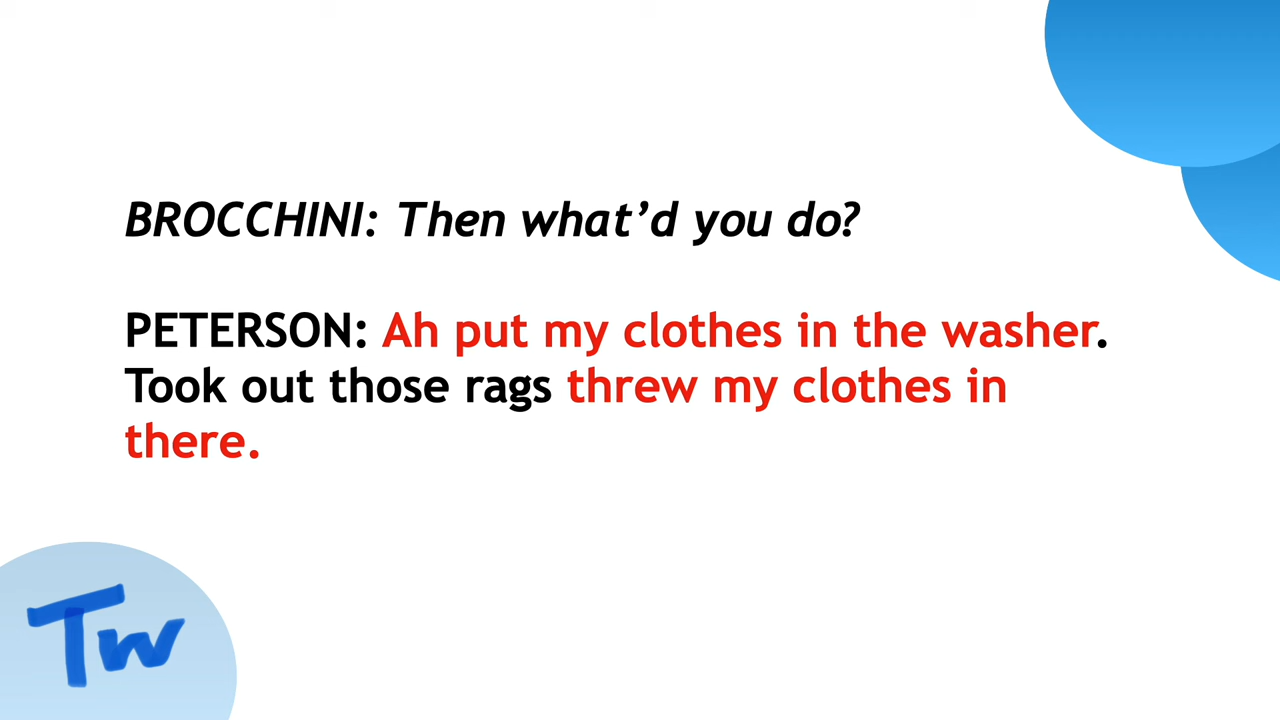 BROCCHINI: Then what’d you do?
PETERSON: Ah put my clothes in the washer.
Took out those rags threw my clothes in
there.
Tw